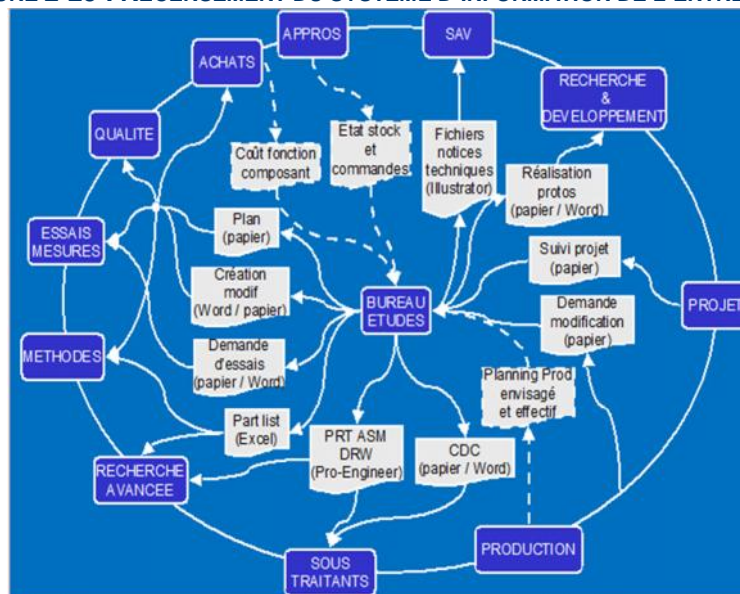 APPROS
SAV
ACHATS
RECHERCHE
&
DEVELOPPEMENT
QUALITE
Coût fonction
composant
Etat stock
et
commandes
Fichiers
notices
techniques
(Illustrator)
Réalisation
protos
(papier / Word)
ESSAIS
MESURES
Plan
(papier)
Suivi projet
(papier)
Création
modif
(Word / papier)
BUREAU
ETUDES
PROJET
Demande
modification
(papier)
METHODES
Demande
d'essais
(papier / Word)
Planning Prod
envisagé
et effectif
Part list
(Excel)
PRT ASM
DRW
(Pro-Engineer)
CDC
(papier / Word)
RECHERCHE
AVANCEE
SOUS
TRAITANTS
PRODUCTION